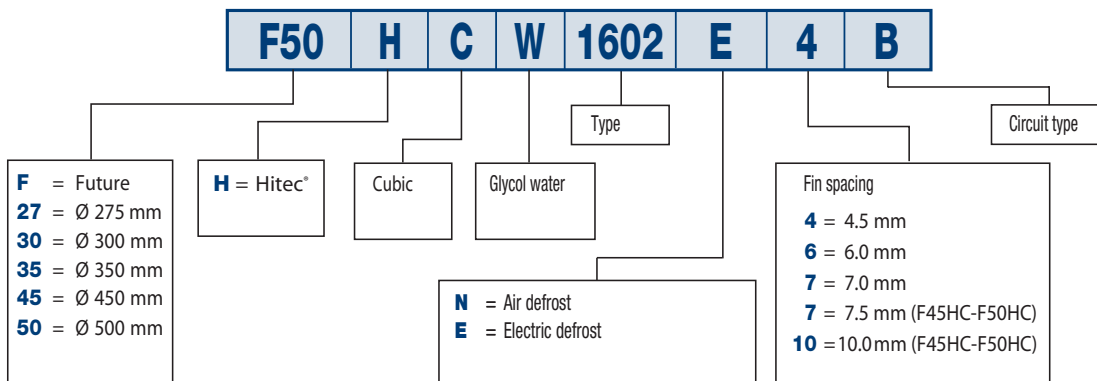 F50 H C W 1602 E 4 B
Type
Circuit type
F = Future
27 = Ø 275 mm
30 = Ø 300 mm
35 = Ø 350 mm
45 = Ø 450 mm
50 = Ø 500 mm
H = Hitec®
Cubic
Glycol water
N = Air defrost
E = Electric defrost
Fin spacing
4 = 4.5 mm
6 = 6.0 mm
7 = 7.0 mm
7 = 7.5 mm (F45HC-F50HC)
10 = 10.0 mm (F45HC-F50HC)